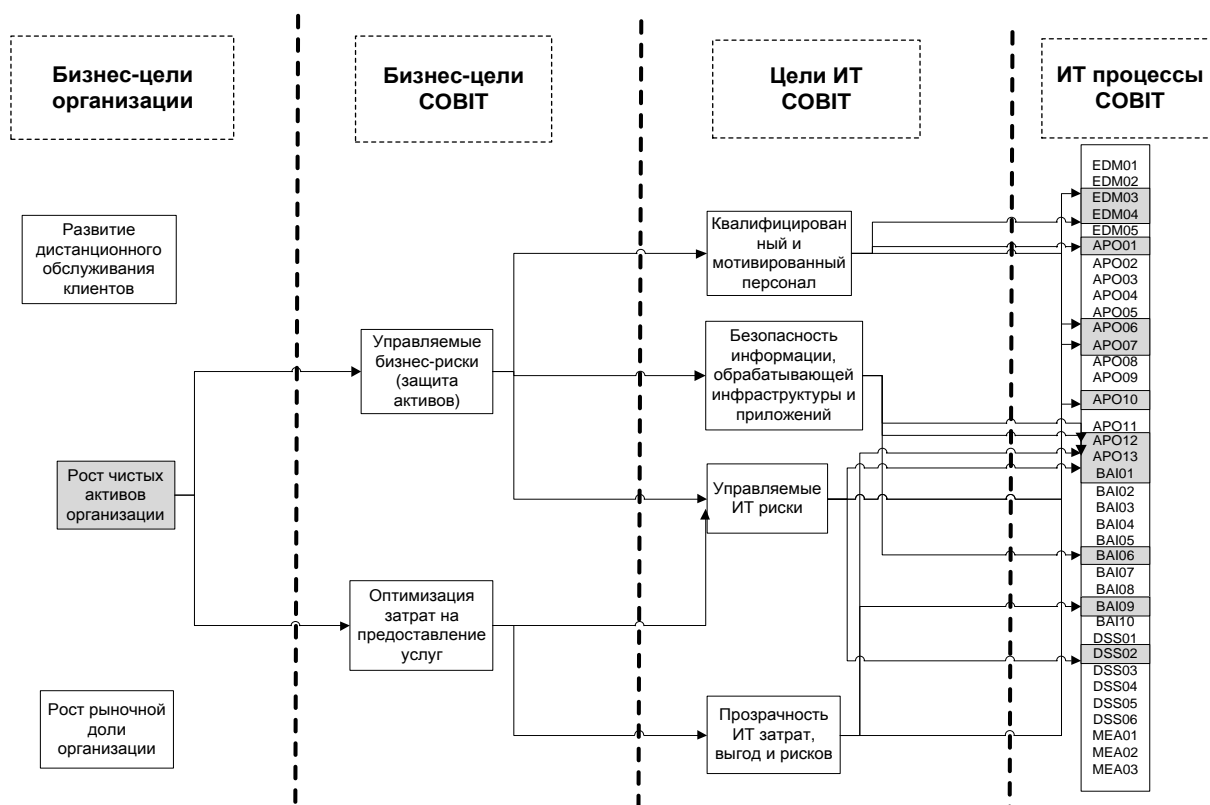 Бизнес-цели
организации
Бизнес-цели
COBIT
Цели ИТ
COBIT
ИТ процессы
COBIT
Развитие
дистанционного
обслуживания
клиентов
Рост чистых
активов
организации
Рост рыночной
доли
организации
Управляемые
бизнес-риски
(защита
активов)
Оптимизация
затрат на
предоставление
услуг
Квалифицирован
ный и
мотивированный
персонал
Безопасность
информации,
обрабатывающей
инфраструктуры и
приложений
Управляемые
ИТ риски
Прозрачность
ИТ затрат,
выгод и рисков
EDM01
EDM02
EDM03
EDM04
EDM05
APO01
APO02
APO03
APO04
APO05
APO06
APO07
APO08
APO09
APO10
APO11
APO12
APO13
BAI01
BAI02
BAI03
BAI04
BAI05
BAI06
BAI07
BAI08
BAI09
BAI10
DSS01
DSS02
DSS03
DSS04
DSS05
DSS06
MEA01
MEA02
MEA03